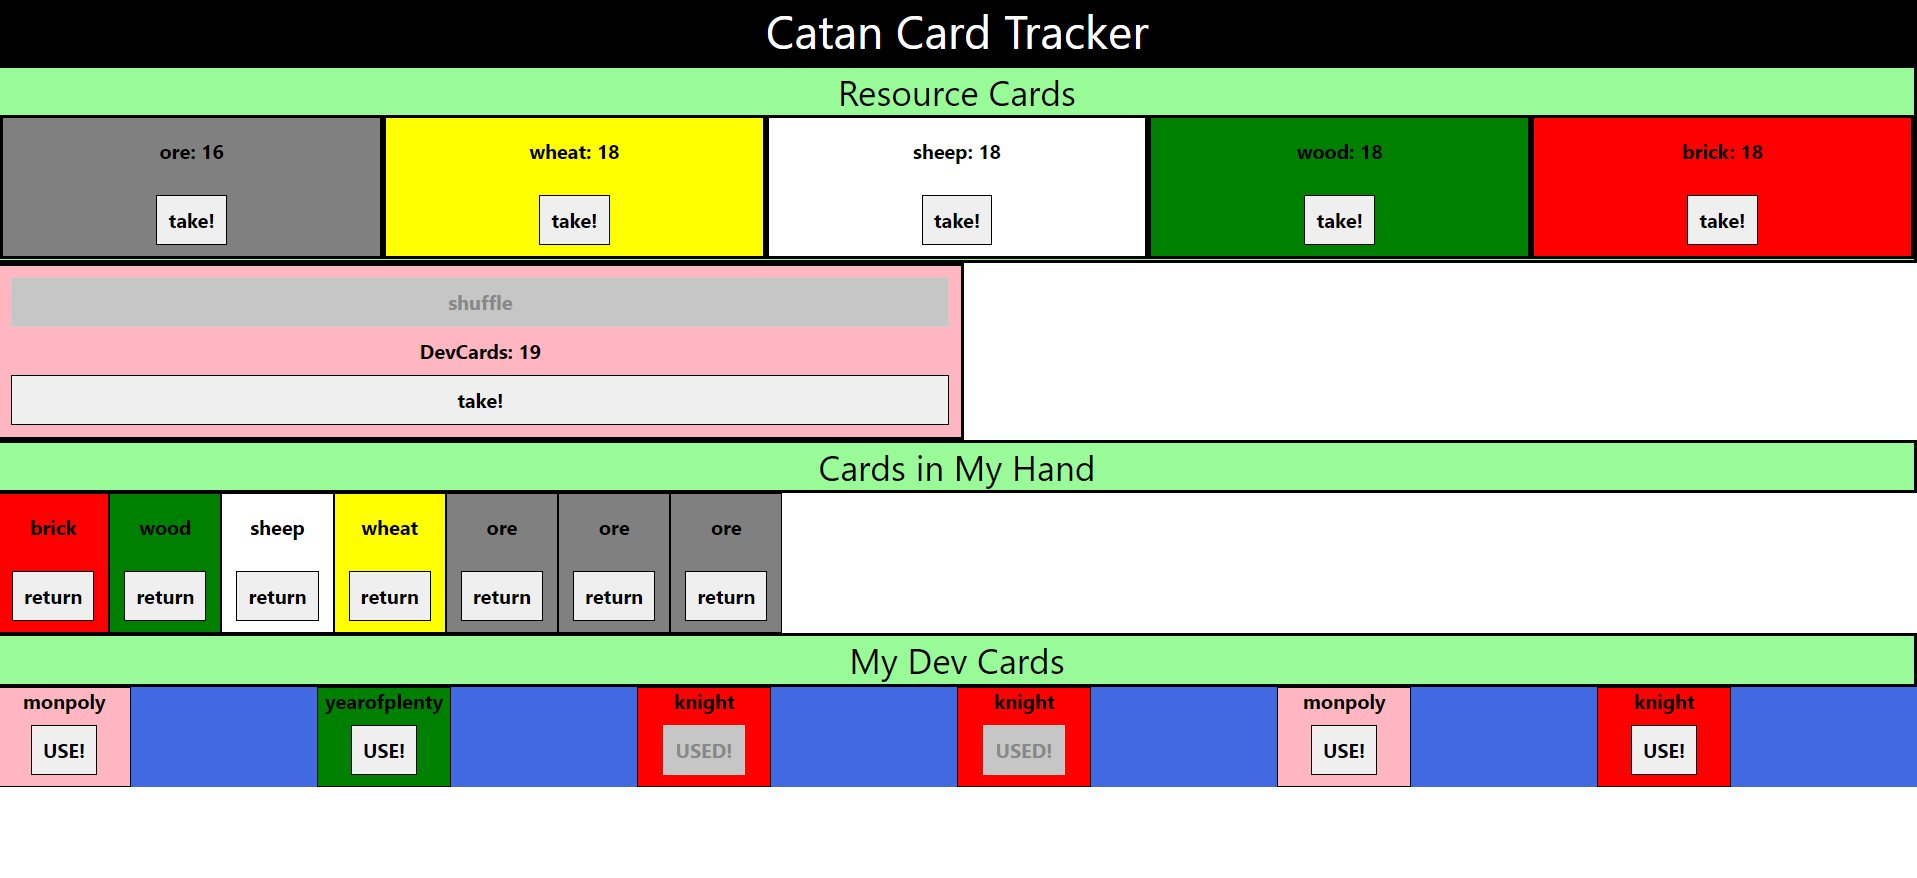 Catan Card Tracker
Resource Cards
ore: 16 wheat: 18 sheep: 18 wood: 18 brick: 18
take! take! take! take! take!
shuffle
DevCards: 19
take!
Cards in My Hand
brick wood sheep wheat ore ore ore
return return return return return return return
My Dev Cards
monpoly yearofplenty knight knight monpoly knight
USE! USE! USED! USED! USE! USE!